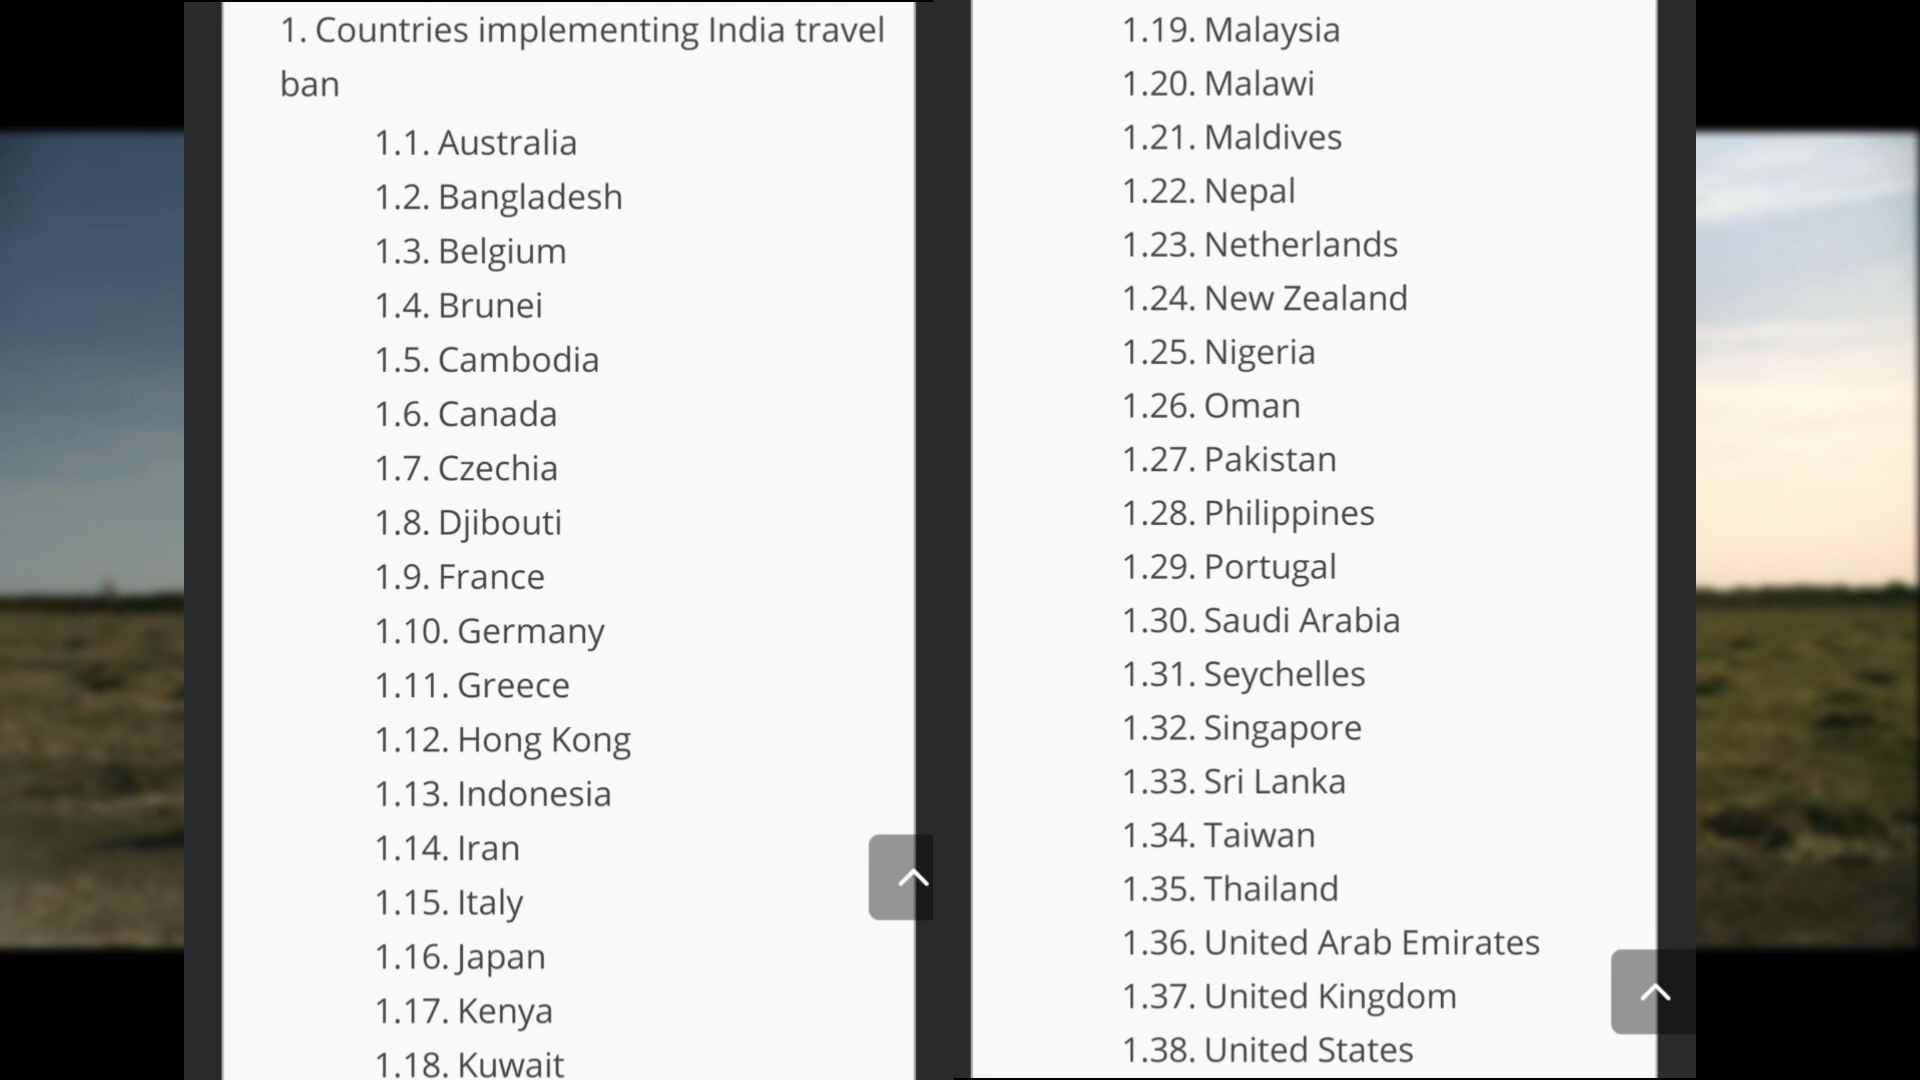 1. Countries implementing India travel
ban
1.1. Australia
1.2. Bangladesh
1.3. Belgium
1.4. Brunei
1.5. Cambodia
1.6. Canada
1.7. Czechia
1.8. Djibouti
1.9. France
1.10. Germany
1.11. Greece
1.12. Hong Kong
1.13. Indonesia
1.14. Iran
1.15. Italy
1.16. Japan
1.17. Kenya
1.18. Kuwait
1.19. Malaysia
1.20. Malawi
1.21. Maldives
1.22. Nepal
1.23. Netherlands
1.24. New Zealand
1.25. Nigeria
1.26. Oman
1.27. Pakistan
1.28. Philippines
1.29. Portugal
1.30. Saudi Arabia
1.31. Seychelles
1.32. Singapore
1.33. Sri Lanka
1.34. Taiwan
1.35. Thailand
1.36. United Arab Emirates
1.37. United Kingdom
1.38. United States